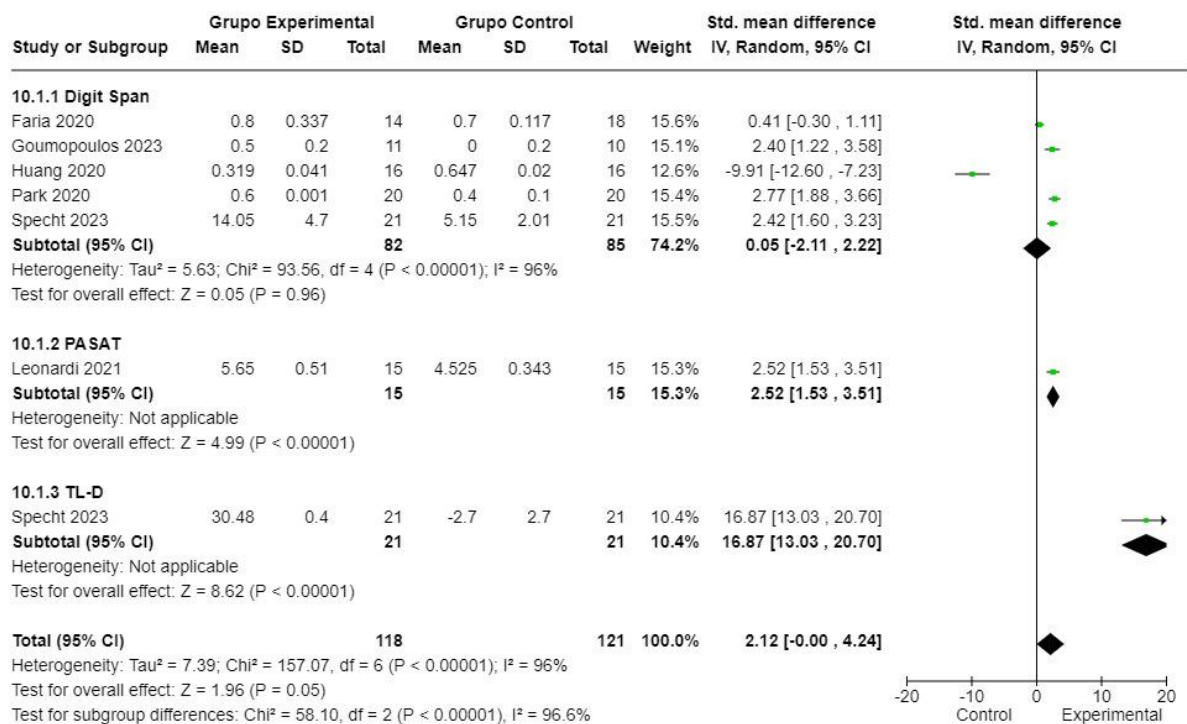 Grupo Experimental Grupo Control Std. mean difference Std. mean difference
Study or Subgroup Mean SD Total Mean SD Total Weight IV, Random, 95% CI IV, Random, 95% CI
10.1.1 Digit Span
Faria 2020 0.8 0.337 14 0.7 0.117 18 15.6% 0.41 [-0.30 , 1.11]
Goumopoulos 2023 0.5 0.2 11 0 0.2 10 15.1% 2.40 [1.22 , 3.58]
Huang 2020 0.319 0.041 16 0.647 0.02 16 12.6% -9.91 [-12.60 , -7.23]
Park 2020 0.6 0.001 20 0.4 0.1 20 15.4% 2.77 [1.88 , 3.66]
Specht 2023 14.05 4.7 21 5.15 2.01 21 15.5% 2.42 [1.60 , 3.23]
Subtotal (95% CI) 82 85 74.2% 0.05 [-2.11 , 2.22]
Heterogeneity: Tau² = 5.63; Chi² = 93.56, df = 4 (P < 0.00001); I² = 96%
Test for overall effect: Z = 0.05 (P = 0.96)
10.1.2 PASAT
Leonardi 2021 5.65 0.51 15 4.525 0.343 15 15.3% 2.52 [1.53 , 3.51]
Subtotal (95% CI) 15 15 15.3% 2.52 [1.53 , 3.51]
Heterogeneity: Not applicable
Test for overall effect: Z = 4.99 (P < 0.00001)
10.1.3 TL-D
Specht 2023 30.48 0.4 21 -2.7 2.7 21 10.4% 16.87 [13.03 , 20.70]
Subtotal (95% CI) 21 21 10.4% 16.87 [13.03 , 20.70]
Heterogeneity: Not applicable
Test for overall effect: Z = 8.62 (P < 0.00001)
Total (95% CI) 118 121 100.0% 2.12 [-0.00 , 4.24]
Heterogeneity: Tau² = 7.39; Chi² = 157.07, df = 6 (P < 0.00001); I² = 96%
Test for overall effect: Z = 1.96 (P = 0.05)
Test for subgroup differences: Chi² = 58.10, df = 2 (P < 0.00001), I² = 96.6%
-20 -10 0 10 20
Control Experimental